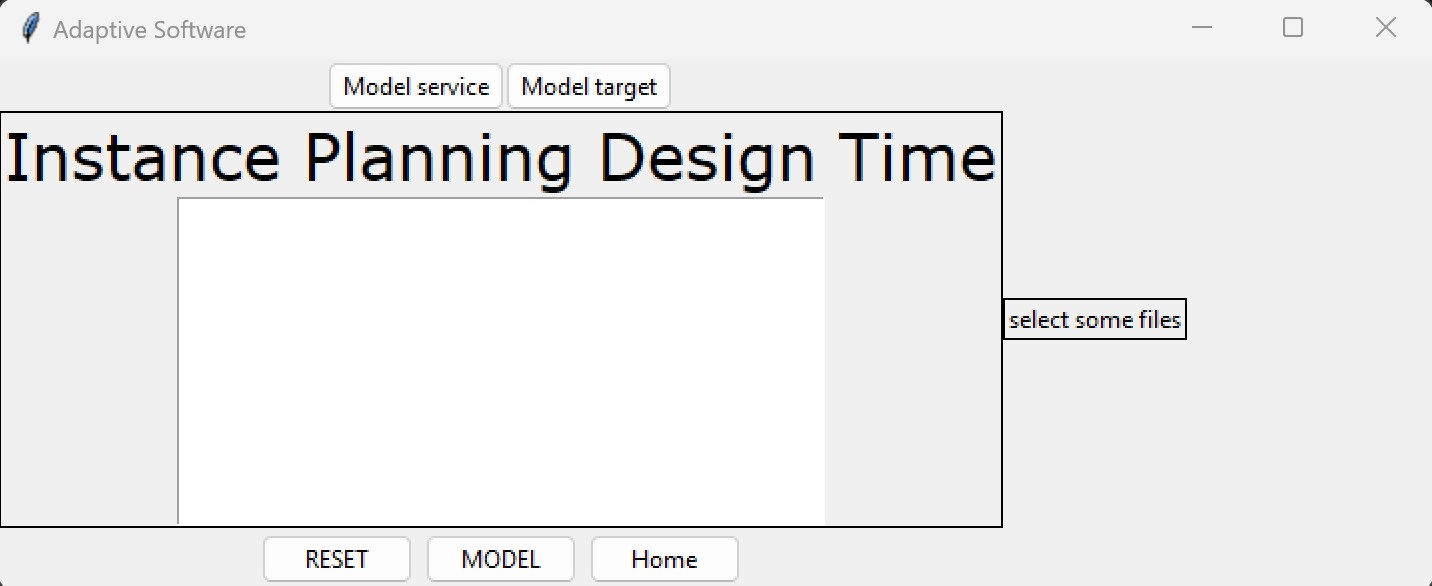 Adaptive Software
Model service Model target
Instance Planning Design Time
select some files
RESET MODEL Home